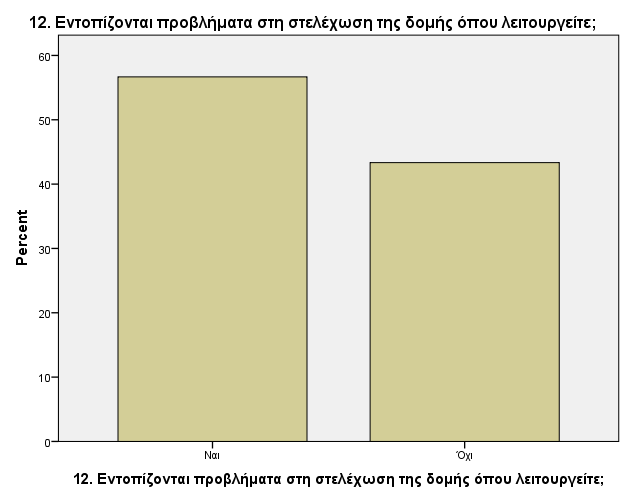 12. Εντοπίζονται προβλήματα στη στελέχωση της δομής όπου λειτουργείτε;
60
50
40
30
20
10
0
Percent
Ναι
Όχι
12. Εντοπίζονται προβλήματα στη στελέχωση της δομής όπου λειτουργείτε;